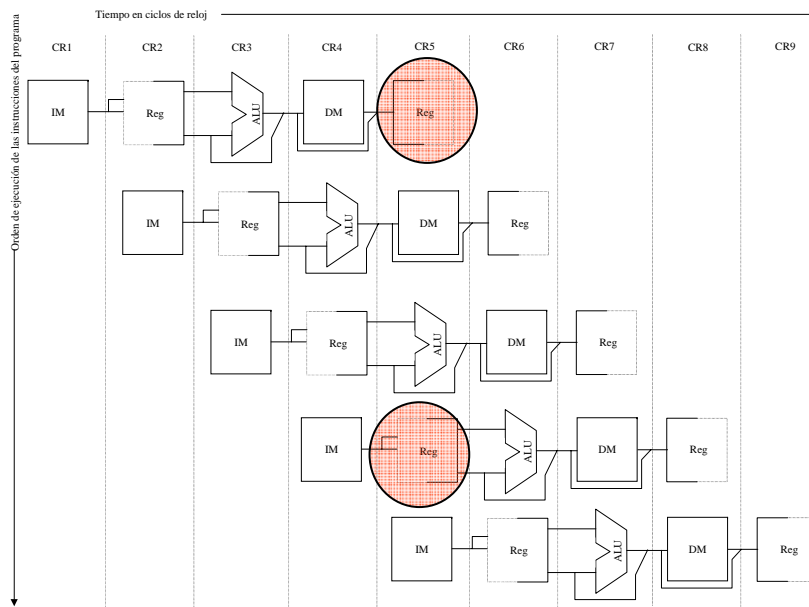 Tiempo en ciclos de reloj
Orden de ejecución de las instrucciones del programa
CR1 CR2 CR3 CR4 CR5 CR6 CR7 CR8 CR9
IM Reg ALU DM Reg
IM Reg ALU DM Reg
IM Reg ALU DM Reg
IM Reg ALU DM Reg
IM Reg ALU DM Reg